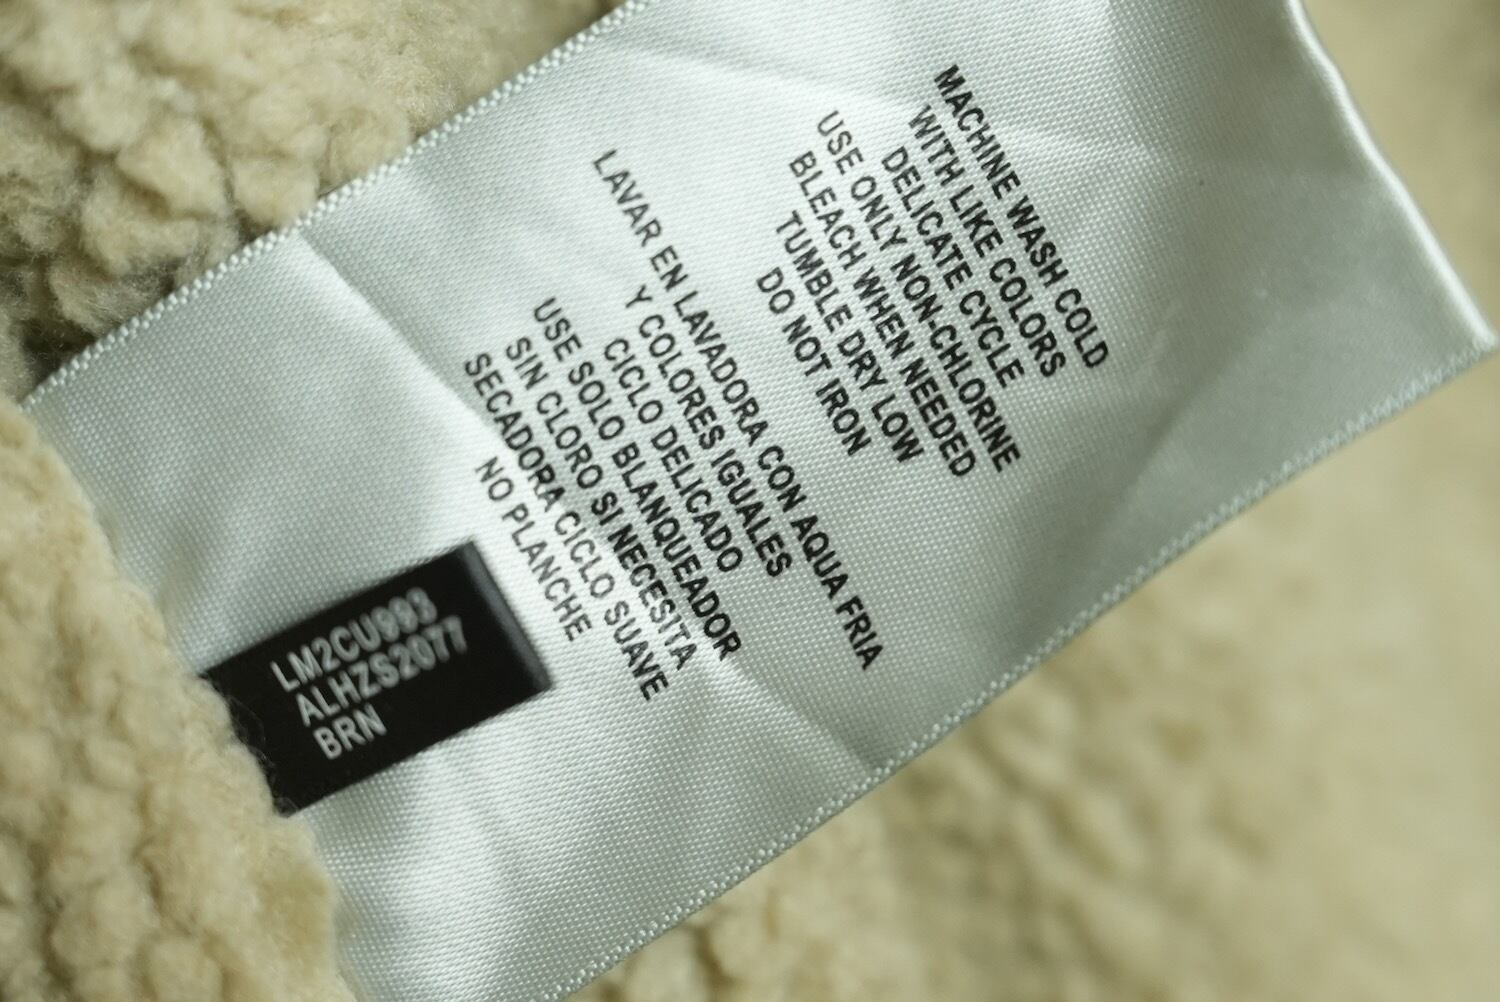 MACHINE WASH COLD
WITH LIKE COLORS
DELICATE CYCLE
USE ONLY NON-CHLORINE
BLEACH WHEN NEEDED
TUMBLE DRY LOW
DO NOT IRON
LAVAR EN LAVADORA CON AQUA FRIA
Y COLORES IGUALES
CICLO DELICADO
USE SOLO BLANQUEADOR
SIN CLORO SI NECESITA
SECADORA CICLO SUAVE
NO PLANCHE
LM2CU993
ALHZS2077
BRN